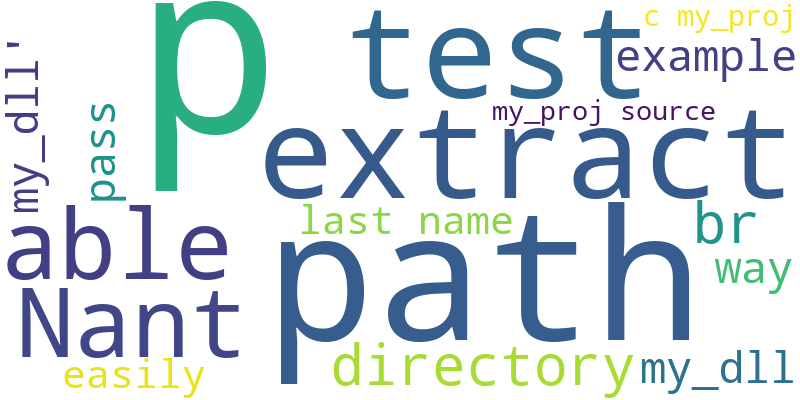 p
test
c my_proj
example
my_dll'
pass
my_proj source
extract
able
last name
path
br
way
Nant
easily
directory
my_dll